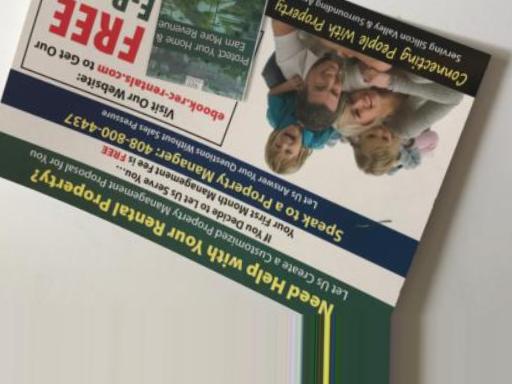 Need Help with Your Rental Property?
Let Us Create a Customized Property Management Proposal for You
If You Decide to Let Us Serve You...
Your First Month Management Fee is FREE
Speak to a Property Manager: 408-800-4437
Let Us Answer Your Questions Without Sales Pressure
Visit Our Website:
ebook.rec-rentals.com to Get Our
FREE
Protect Your Home &
Earn More Revenue
Connecting People With Property
Serving Silicon Valley & Surrounding